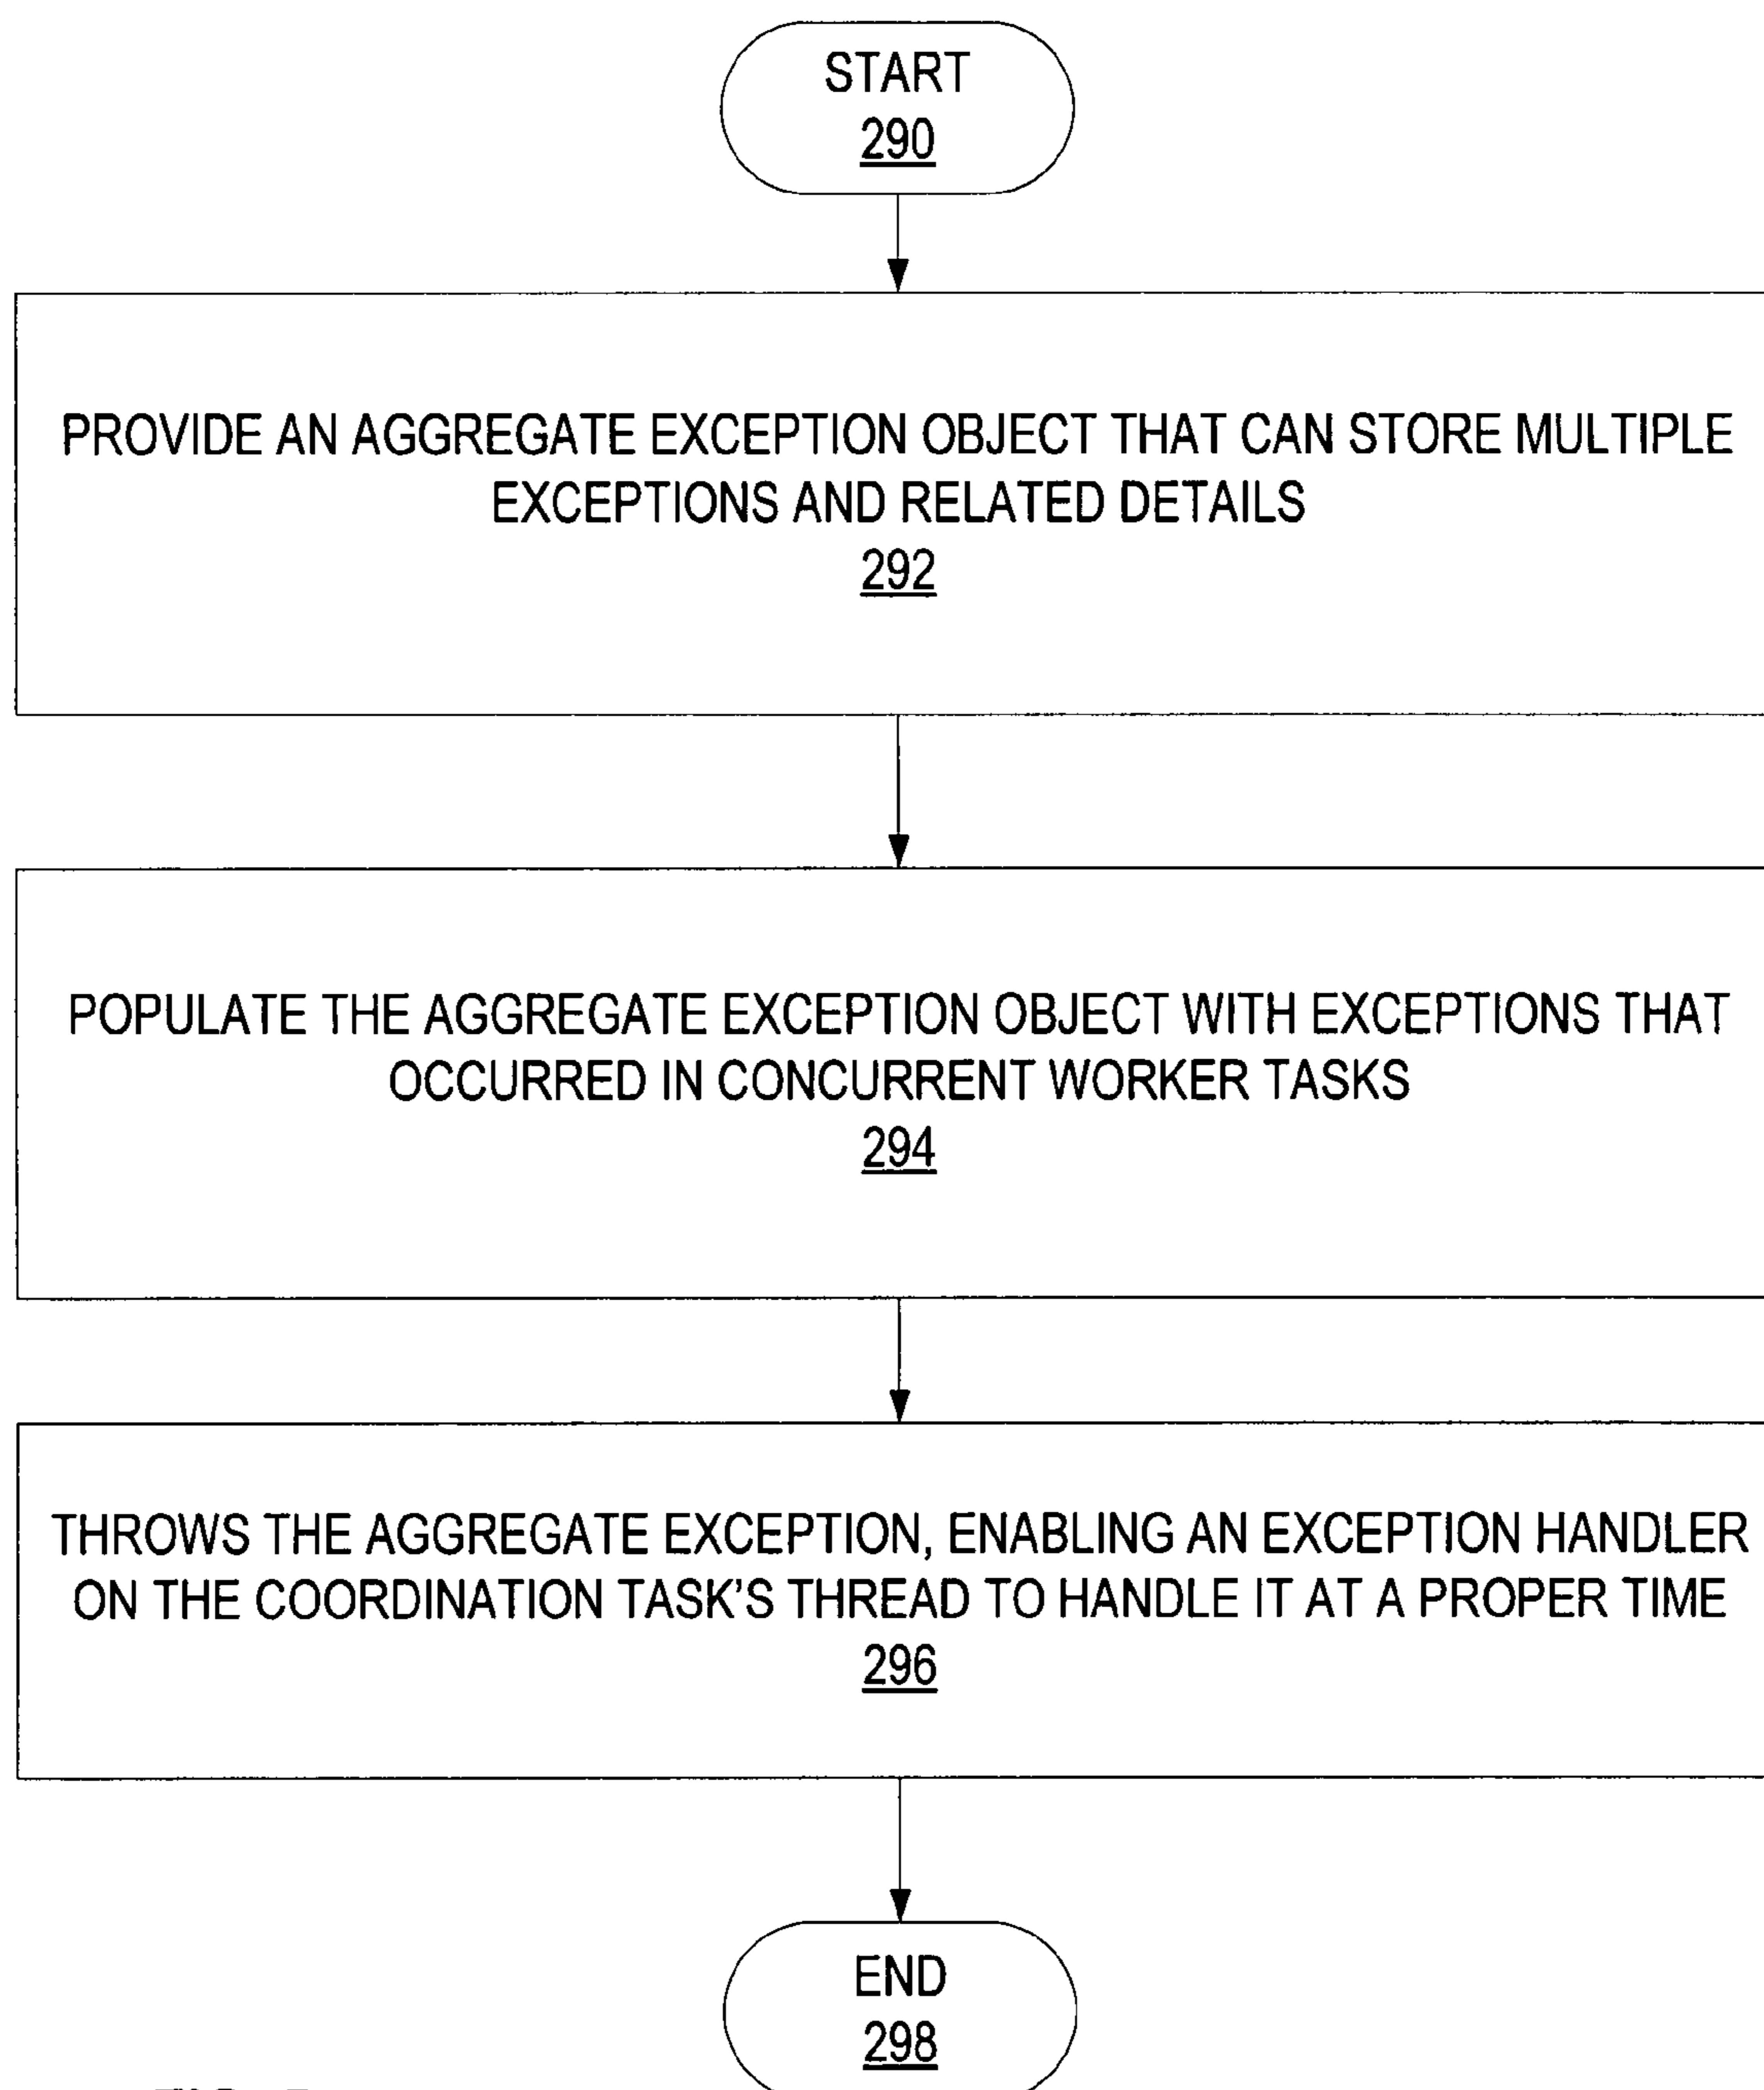 START
290
PROVIDE AN AGGREGATE EXCEPTION OBJECT THAT CAN STORE MULTIPLE
EXCEPTIONS AND RELATED DETAILS
292
POPULATE THE AGGREGATE EXCEPTION OBJECT WITH EXCEPTIONS THAT
OCCURRED IN CONCURRENT WORKER TASKS
294
THROWS THE AGGREGATE EXCEPTION, ENABLING AN EXCEPTION HANDLER
ON THE COORDINATION TASK'S THREAD TO HANDLE IT AT A PROPER TIME
296
END
298